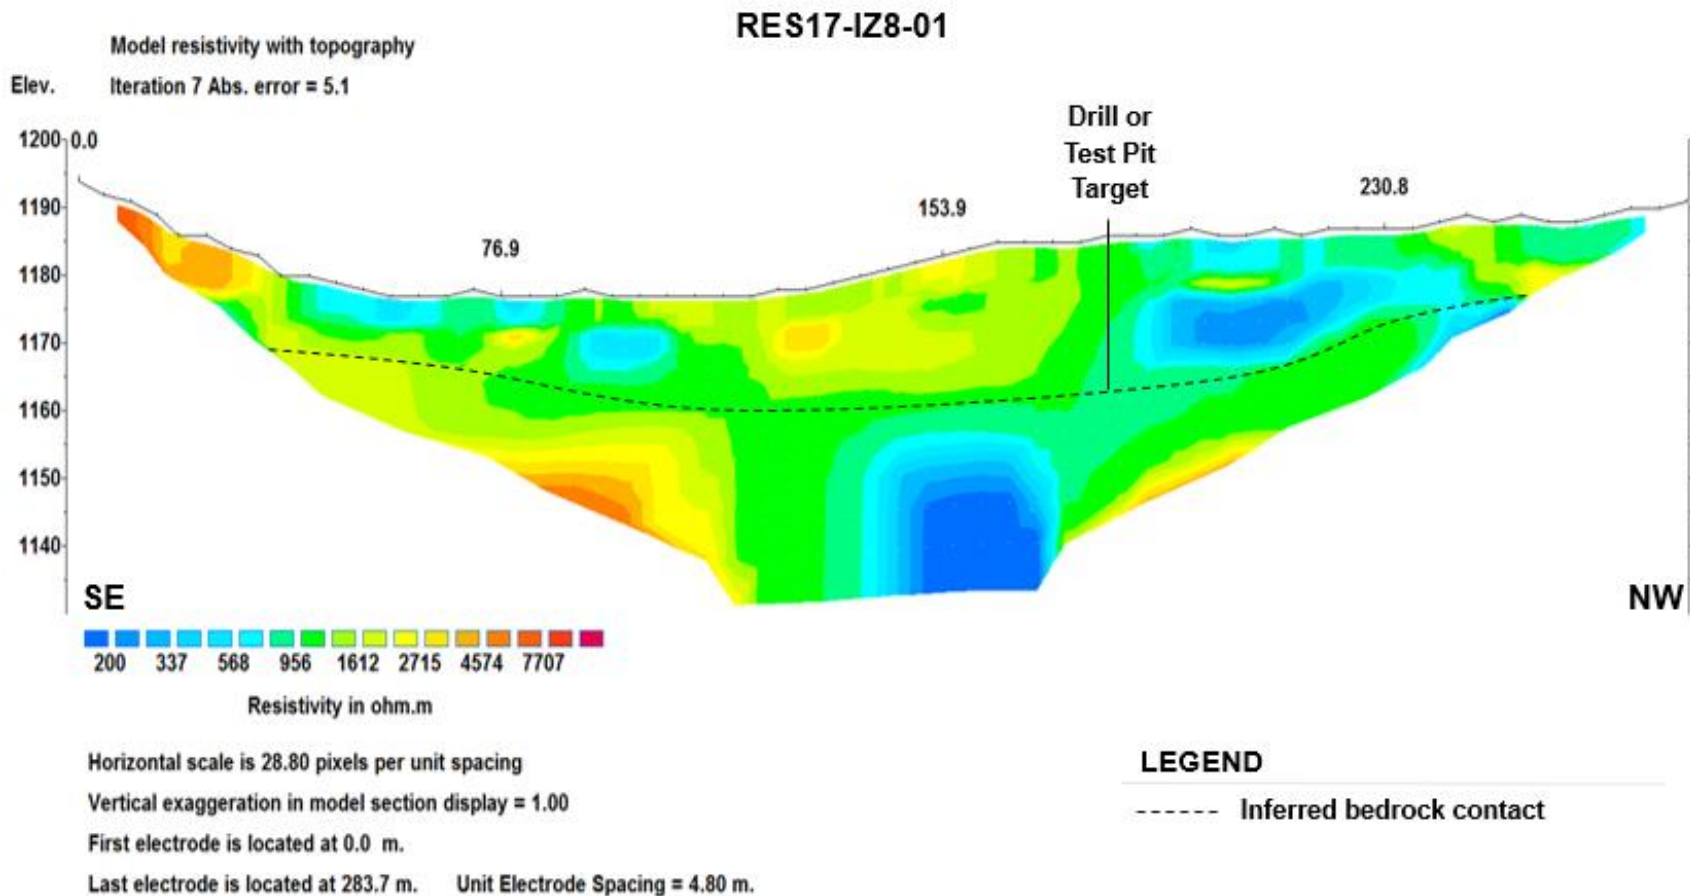 RES17-IZ8-01
Model resistivity with topography
Elev.
Iteration 7 Abs. error = 5.1
Drill or
Test Pit
Target
1200
0.0
1190
1180
1170
1160
1150
1140
76.9
153.9
230.8
SE
NW
200 337 568 956 1612 2715 4574 7707
Resistivity in ohm.m
Horizontal scale is 28.80 pixels per unit spacing
Vertical exaggeration in model section display = 1.00
First electrode is located at 0.0 m.
Last electrode is located at 283.7 m. Unit Electrode Spacing = 4.80 m.
LEGEND
Inferred bedrock contact